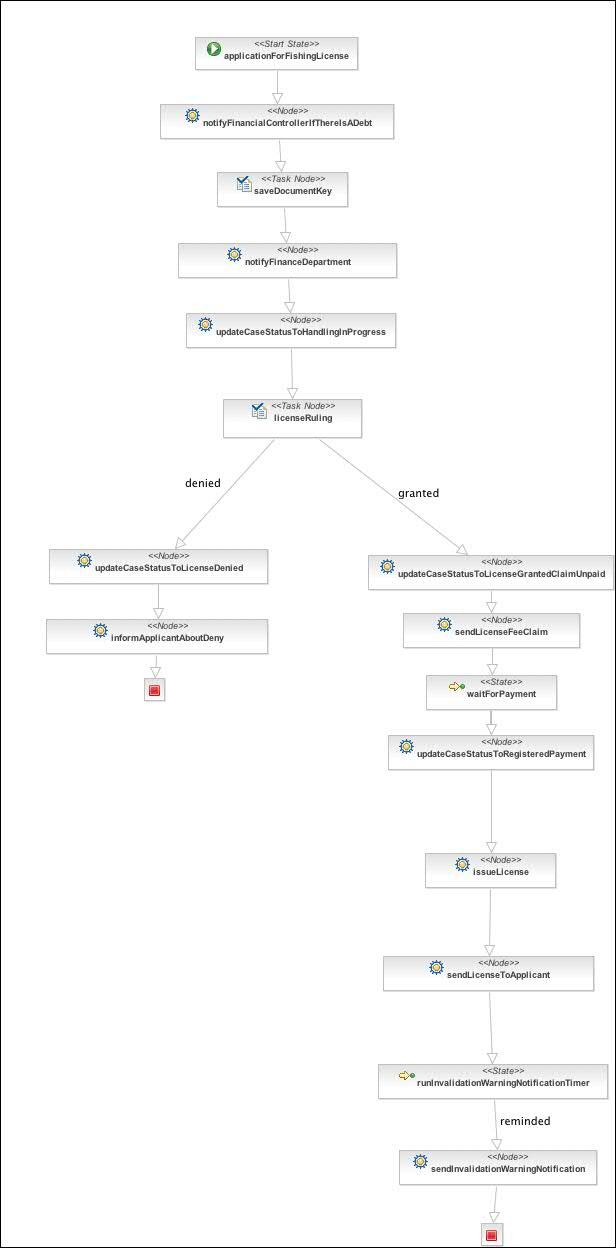 <<Start State>>
applicationForFishingLicense
<<Node>>
notifyFinancialControllerIfThereIsADebt
<<Task Node>>
saveDocumentKey
<<Node>>
notifyFinanceDepartment
<<Node>>
updateCaseStatusToHandlingInProgress
<<Task Node>>
licenseRuling
denied
granted
<<Node>>
updateCaseStatusToLicenseDenied
<<Node>>
updateCaseStatusToLicenseGrantedClaimUnpaid
<<Node>>
informApplicantAboutDeny
<<Node>>
sendLicenseFeeClaim
<<State>>
waitForPayment
<<Node>>
updateCaseStatusToRegisteredPayment
<<Node>>
issueLicense
<<Node>>
sendLicenseToApplicant
<<State>>
runInvalidationWarningNotificationTimer
reminded
<<Node>>
sendInvalidationWarningNotification